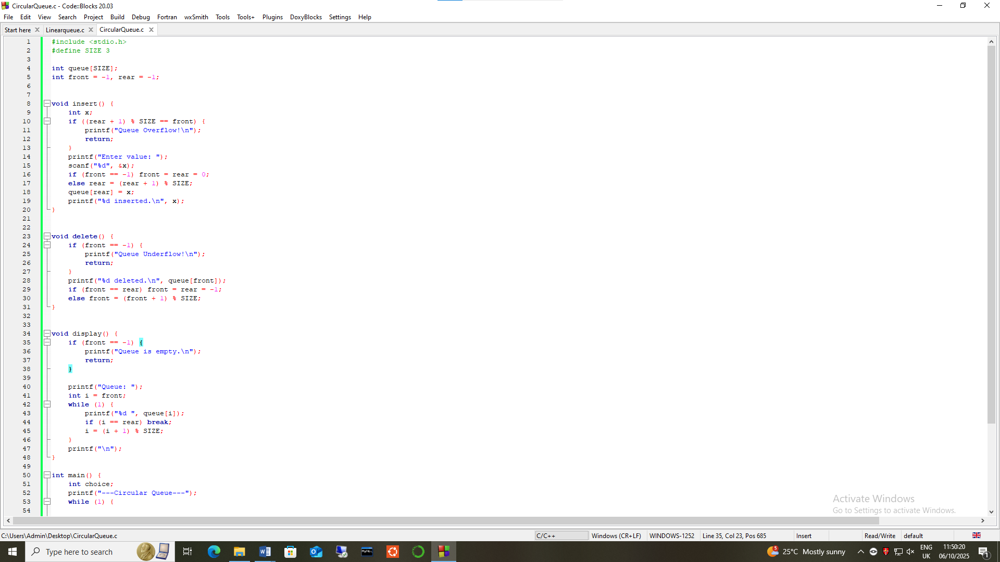 CircularQueue.c - Code::Blocks 20.03
File Edit View Search Project Build Debug Fortran wxSmith Tools Tools+ Plugins DoxyBlocks Settings Help
Start here Linearqueue.c CircularQueue.c
1 #include <stdio.h>
2 #define SIZE 3
3
4 int queue[SIZE];
5 int front = -1, rear = -1;
6
7
8 void insert() {
9     int x;
10     if ((rear + 1) % SIZE == front) {
11         printf("Queue Overflow!\n");
12         return;
13     }
14     printf("Enter value: ");
15     scanf("%d", &x);
16     if (front == -1) front = rear = 0;
17     else rear = (rear + 1) % SIZE;
18     queue[rear] = x;
19     printf("%d inserted.\n", x);
20 }
21
22
23 void delete() {
24     if (front == -1) {
25         printf("Queue Underflow!\n");
26         return;
27     }
28     printf("%d deleted.\n", queue[front]);
29     if (front == rear) front = rear = -1;
30     else front = (front + 1) % SIZE;
31 }
32
33
34 void display() {
35     if (front == -1) {
36         printf("Queue is empty.\n");
37         return;
38     }
39
40     printf("Queue: ");
41     int i = front;
42     while (1) {
43         printf("%d ", queue[i]);
44         if (i == rear) break;
45         i = (i + 1) % SIZE;
46     }
47     printf("\n");
48 }
49
50 int main() {
51     int choice;
52     printf("---Circular Queue---");
53     while (1) {
54
Activate Windows
Go to Settings to activate Windows.
C:\Users\Admin\Desktop\CircularQueue.c C/C++ Windows (CR+LF) WINDOWS-1252 Line 35, Col 23, Pos 685 Insert Read/Write default
Type here to search MySQL 5 25°C Mostly sunny ENG UK 11:50:20 06/10/2025 1